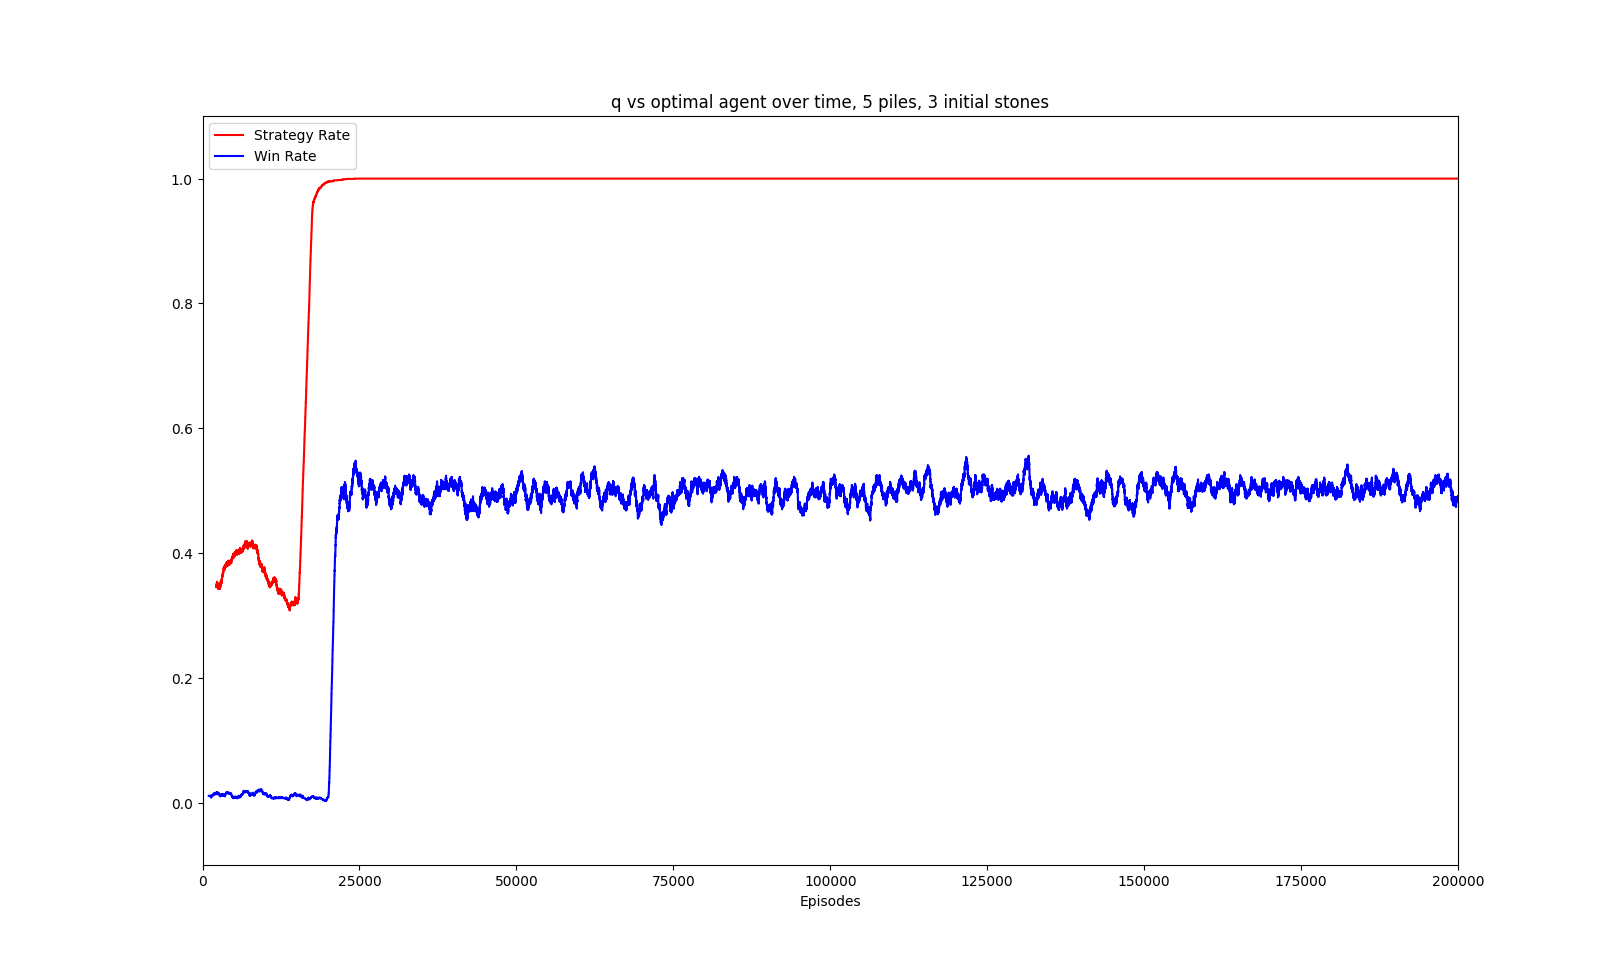 q vs optimal agent over time, 5 piles, 3 initial stones
Strategy Rate
Win Rate
1.0
0.8
0.6
0.4
0.2
0.0
0 25000 50000 75000 100000 125000 150000 175000 200000
Episodes